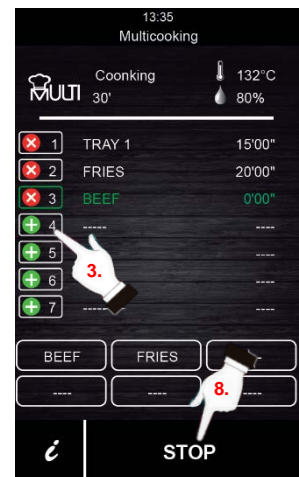 13:35
Multicooking
MULTI Coonking 132°C
30' 80%
1 TRAY 1 15'00"
2 FRIES 20'00"
3 BEEF 0'00"
4 ----- ----
5 ----- ----
6 ----
7 ----- ----
3.
BEEF FRIES
---- ---- ----
8.
i STOP